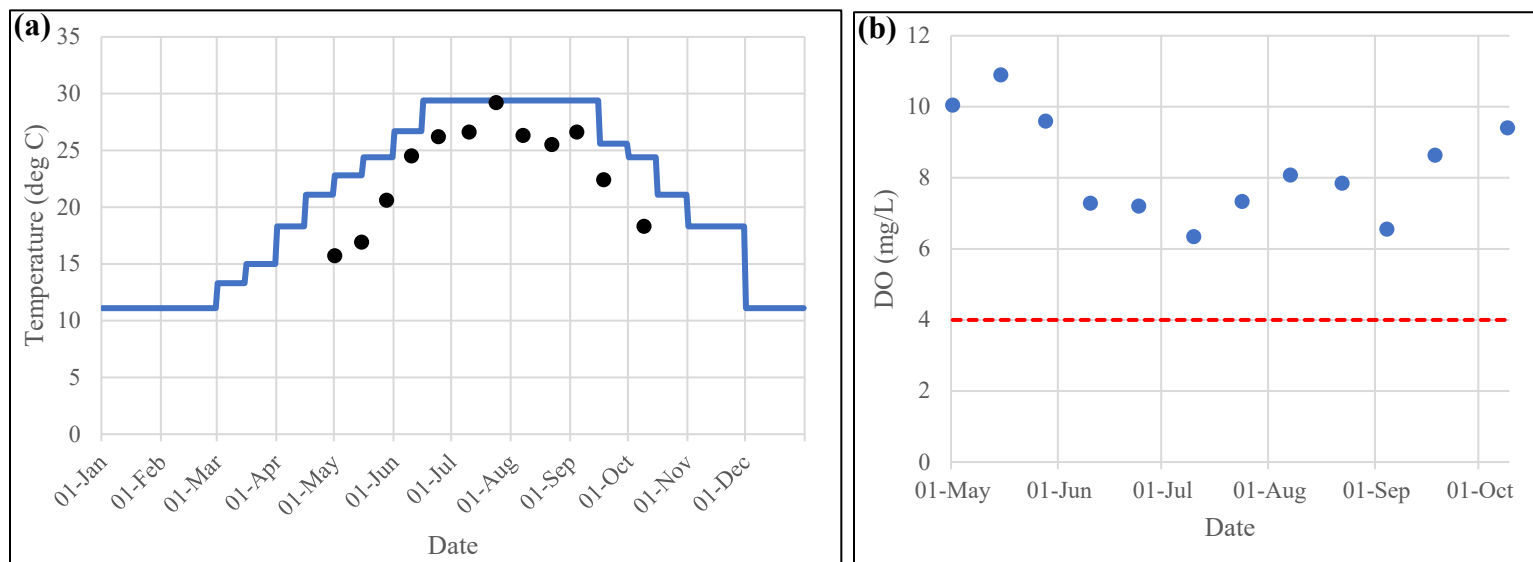 (a)
Temperature (deg C)
35
30
25
20
15
10
5
0
01-Jan
01-Feb
01-Mar
01-Apr
01-May
01-Jun
01-Jul
01-Aug
01-Sep
01-Oct
01-Nov
01-Dec
Date
(b)
DO (mg/L)
12
10
8
6
4
2
0
01-May
01-Jun
01-Jul
01-Aug
01-Sep
01-Oct
Date